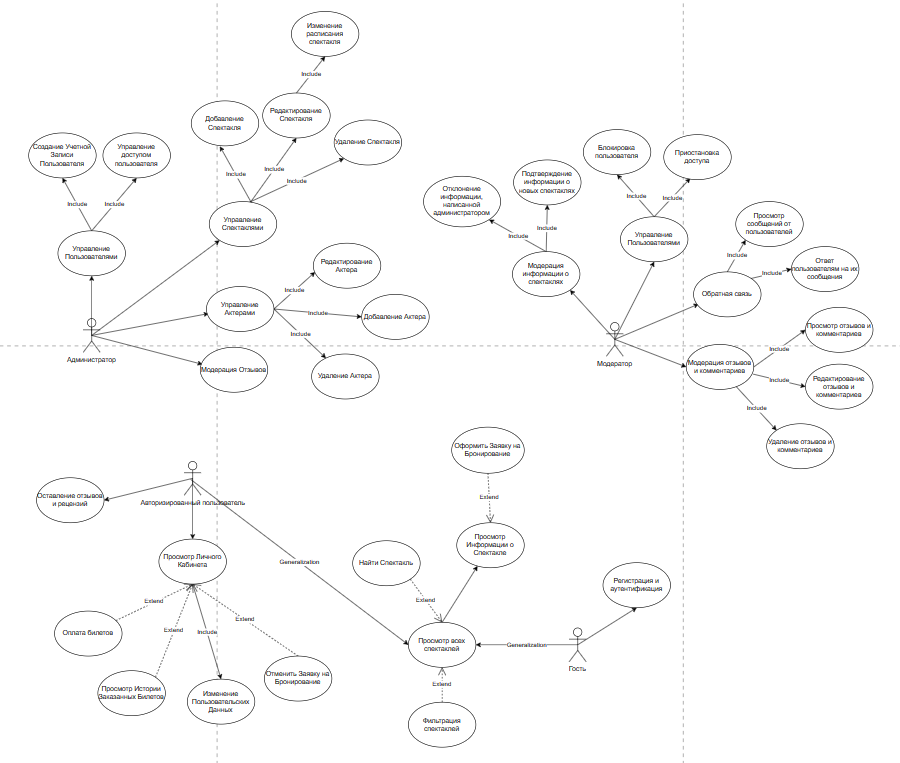 Изменение
расписания
спектакля
Include
Добавление
Спектакля
Редактирование
Спектакля
Удаление Спектакля
Include
Include
Include
Создание Учетной
Записи
Пользователя
Управление
доступом
пользователя
Include
Include
Управление
Пользователями
Управление
Спектаклями
Управление
Актерами
Редактирование
Актера
Include
Include
Добавление Актера
Include
Удаление Актера
Администратор
Модерация Отзывов
Отклонение
информации,
написанной
администратором
Подтверждение
информации о
новых спектаклях
Include
Include
Модерация
информации о
спектаклях
Блокировка
пользователя
Приостановка
доступа
Include
Include
Управление
Пользователями
Просмотр
сообщений от
пользователей
Include
Include
Ответ
пользователям на их
сообщения
Обратная связь
Модератор
Модерация отзывов
и комментариев
Просмотр отзывов и
комментариев
Include
Include
Редактирование
отзывов и
комментариев
Include
Удаление отзывов и
комментариев
Оставление отзывов
и рецензий
Авторизированный пользователь
Просмотр Личного
Кабинета
Extend
Extend
Include
Extend
Оплата билетов
Просмотр Истории
Заказанных Билетов
Изменение
Пользовательских
Данных
Отменить Заявку на
Бронирование
Generalization
Оформить Заявку на
Бронирование
Extend
Просмотр
Информации о
Спектакле
Найти Спектакль
Extend
Просмотр всех
спектаклей
Extend
Фильтрация
спектаклей
Generalization
Регистрация и
аутентификация
Гость